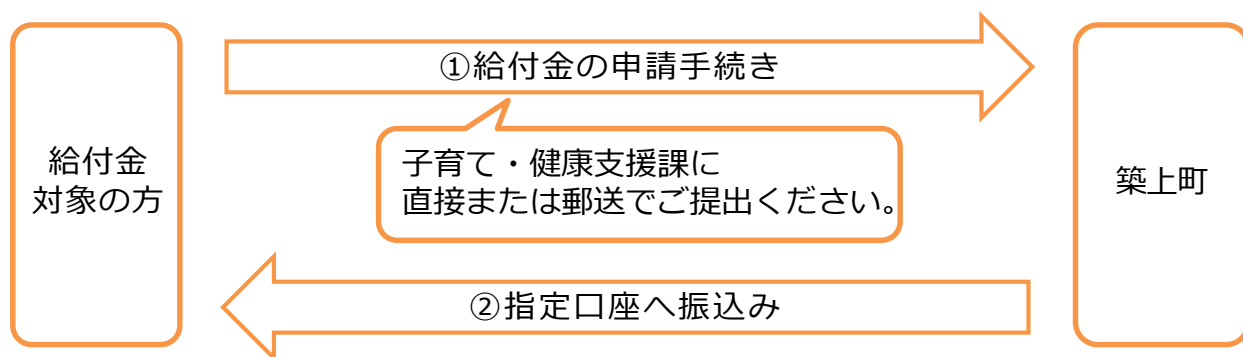 ①給付金の申請手続き
給付金
対象の方
子育て・健康支援課に
直接または郵送でご提出ください。
築上町
②指定口座へ振込み